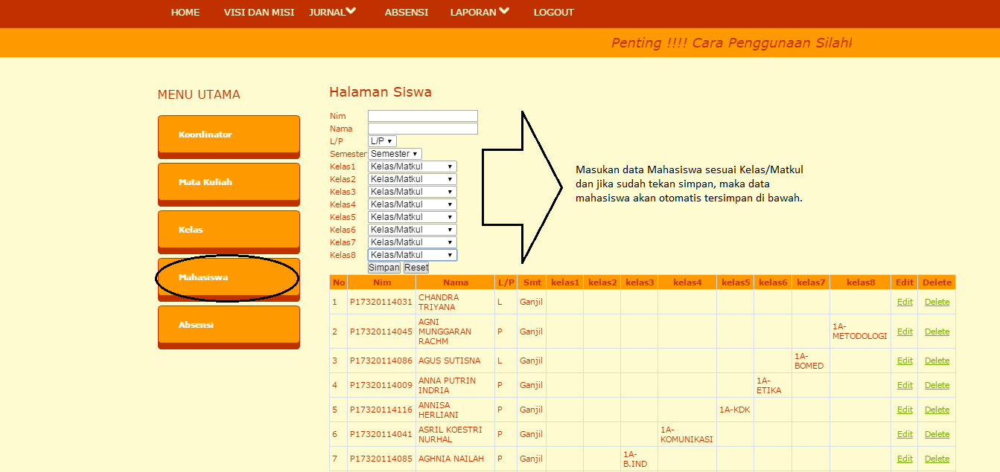 HOME VISI DAN MISI JURNAL ABSENSI LAPORAN LOGOUT
Penting !!!! Cara Penggunaan Silahk
MENU UTAMA
Koordinator
Mata Kuliah
Kelas
Mahasiswa
Absensi
Halaman Siswa
Nim
Nama
L/P L/P
Semester Semester
Kelas1 Kelas/Matkul
Kelas2 Kelas/Matkul
Kelas3 Kelas/Matkul
Kelas4 Kelas/Matkul
Kelas5 Kelas/Matkul
Kelas6 Kelas/Matkul
Kelas7 Kelas/Matkul
Kelas8 Kelas/Matkul
Simpan Reset
Masukan data Mahasiswa sesuai Kelas/Matkul
dan jika sudah tekan simpan, maka data
mahasiswa akan otomatis tersimpan di bawah.
No Nim Nama L/P Smt kelas1 kelas2 kelas3 kelas4 kelas5 kelas6 kelas7 kelas8 Edit Delete
1 P17320114031 CHANDRA TRIYANA L Ganjil Edit Delete
2 P17320114045 AGNI MUNGGARAN RACHM P Ganjil 1A-METODOLOGI Edit Delete
3 P17320114086 AGUS SUTISNA L Ganjil 1A-BOMED Edit Delete
4 P17320114009 ANNA PUTRIN INDRIA P Ganjil 1A-ETIKA Edit Delete
5 P17320114116 ANNISA HERLIANI P Ganjil 1A-KDK Edit Delete
6 P17320114041 ASRIL KOESTRI NURHAL P Ganjil 1A-KOMUNIKASI Edit Delete
7 P17320114085 AGHNIA NAILAH P Ganjil 1A-B.IND Edit Delete